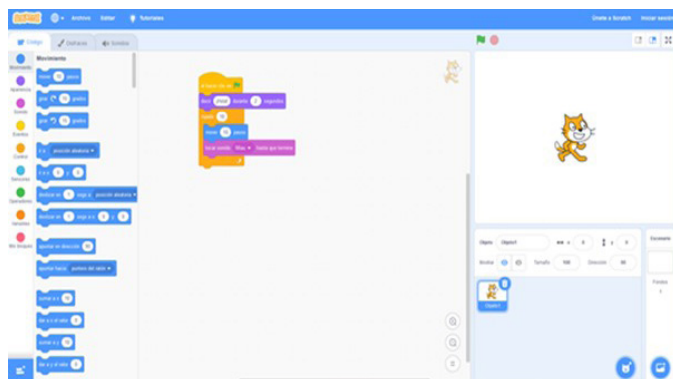 SCRATCH
Archivo Editar Tutoriales
Únete a Scratch Iniciar sesión
Código Disfraces Sonidos
Movimiento
Movimiento
mover 10 pasos
Apariencia
girar 15 grados
Sonido
girar 15 grados
Eventos
ir a posición aleatoria
Control
ir a x: 0 y: 0
Sensores
deslizar en 1 segs a posición aleatoria
Operadores
deslizar en 1 segs a x: 0 y: 0
Variables
Mis bloques
apuntar en dirección 90
apuntar hacia puntero del ratón
sumar a x 10
dar a x el valor 0
sumar a y 10
dar a y el valor 0
al hacer clic en
decir ¡Hola! durante 2 segundos
repetir 10
mover 10 pasos
tocar sonido Miau hasta que termine
Objeto Objeto1 x 0 y 0
Mostrar Tamaño 100 Dirección 90
Objeto1
Escenario
Fondos
1